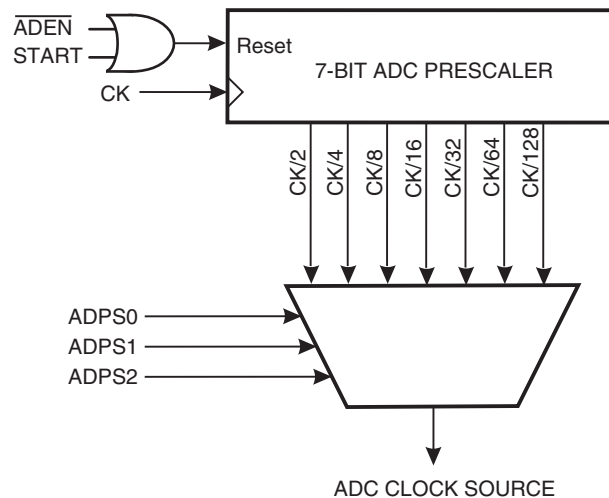 ADEN
START
Reset
7-BIT ADC PRESCALER
CK
CK/2
CK/4
CK/8
CK/16
CK/32
CK/64
CK/128
ADPS0
ADPS1
ADPS2
ADC CLOCK SOURCE